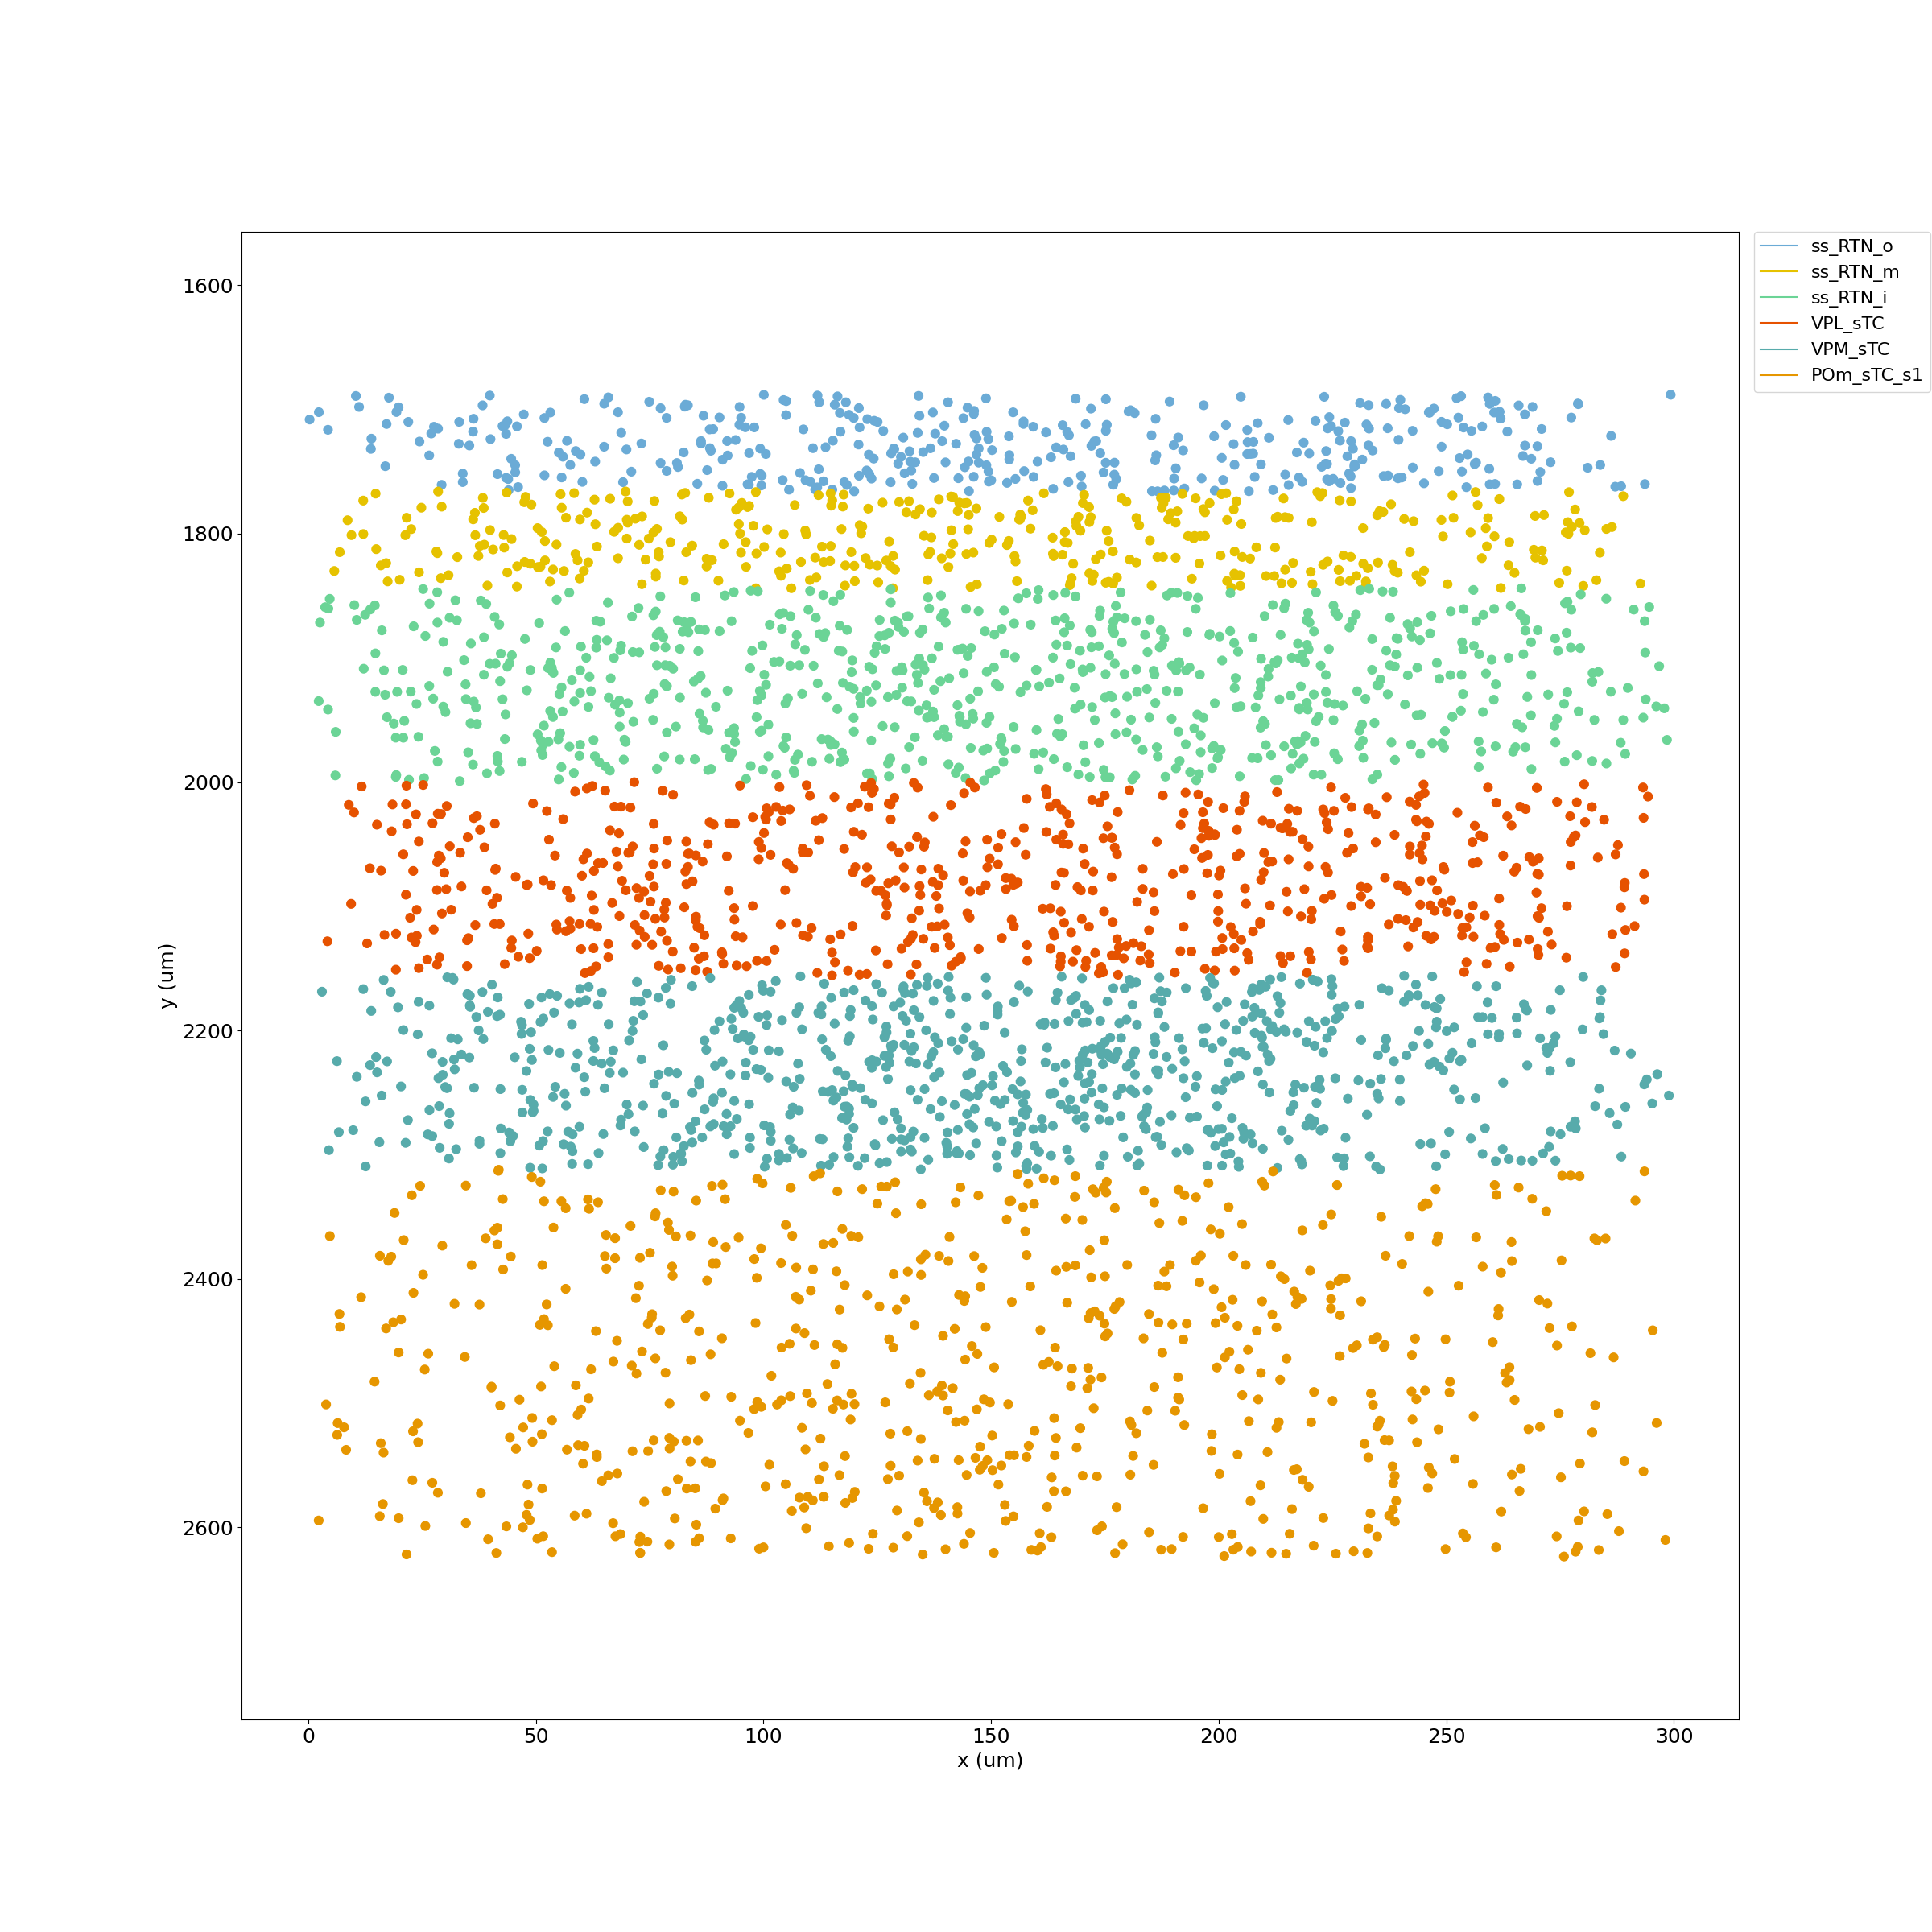 ss_RTN_o
ss_RTN_m
ss_RTN_i
VPL_sTC
VPM_sTC
POm_sTC_s1
1600
1800
2000
2200
2400
2600
y (um)
0 50 100 150 200 250 300
x (um)